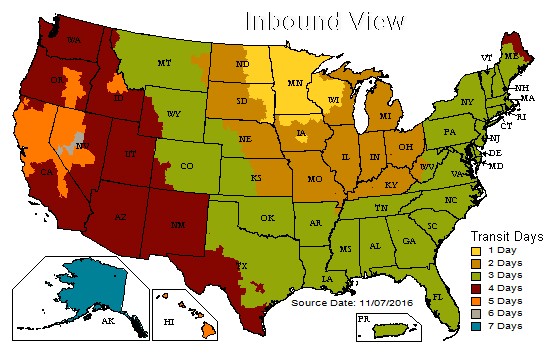 Inbound View
WA
OR
CA
ID
NV
UT
AZ
MT
WY
CO
NM
ND
SD
NE
KS
OK
TX
MN
IA
MO
AR
LA
WI
IL
MI
IN
OH
KY
TN
MS
AL
GA
FL
SC
NC
VA
WV
PA
NY
VT
ME
NH
MA
RI
CT
NJ
DE
MD
AK
HI
PR
Source Date: 11/07/2016
Transit Days
1 Day
2 Days
3 Days
4 Days
5 Days
6 Days
7 Days